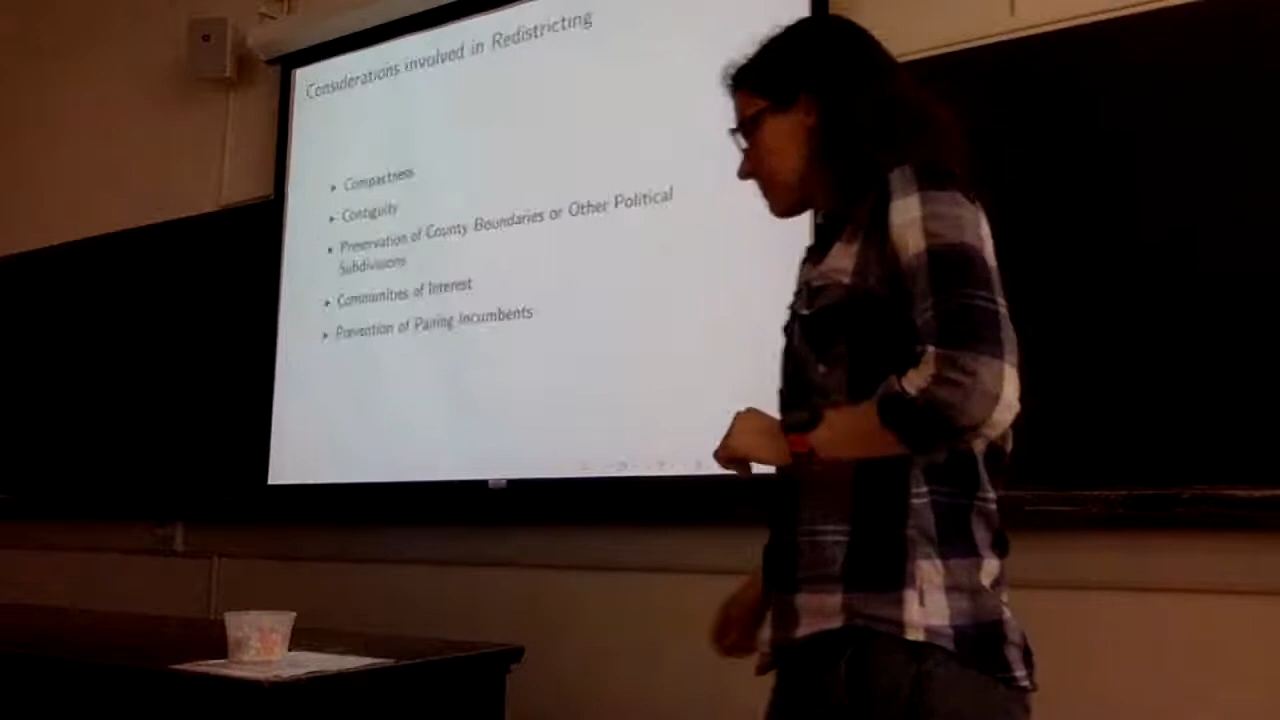 Considerations involved in Redistricting
Compactness
Contiguity
Preservation of County Boundaries or Other Political
Subdivisions
Communities of Interest
Prevention of Pairing Incumbents